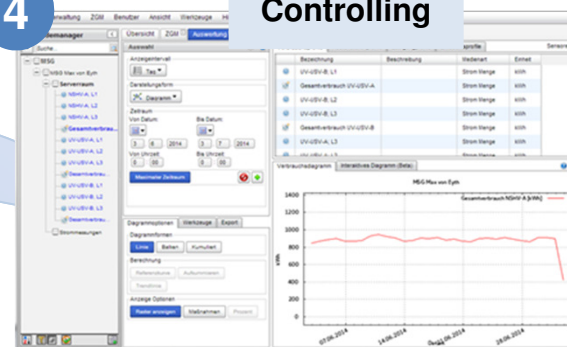 4
Controlling
ZGM Benutzer Ansicht Werkzeuge
Übersicht ZGM Auswertung
Suche
MSG
MSG Max von Eyth
Serverraum
NSHV-A, L1
NSHV-A, L2
NSHV-A, L3
Gesamtverbrau...
UV-USV-A, L1
UV-USV-A, L2
UV-USV-A, L3
Gesamtverbrau...
UV-USV-B, L1
UV-USV-B, L2
UV-USV-B, L3
Gesamtverbrau...
Strommessungen
Auswahl
Anzeigeintervall
Tag
Darstellungsform
Diagramm
Zeitraum
Von Datum: Bis Datum:
3 6 2014 3 7 2014
Von Uhrzeit: Bis Uhrzeit:
0 00 0 00
Maximaler Zeitraum
Diagrammoptionen Werkzeuge Export
Diagrammformen
Linie Balken Kumuliert
Berechnung
Referenzkurve Aufsummieren
Trendlinie
Anzeige Optionen
Raster anzeigen Maßnahmen Prozent
Bezeichnung Beschreibung Medienart Einheit
UV-USV-B, L1 Strom Menge kWh
Gesamtverbrauch UV-USV-A Strom Menge kWh
UV-USV-B, L2 Strom Menge kWh
UV-USV-B, L3 Strom Menge kWh
Gesamtverbrauch UV-USV-B Strom Menge kWh
UV-USV-A, L3 Strom Menge kWh
Verbrauchsdiagramm Interaktives Diagramm (Beta)
MSG Max von Eyth
Gesamtverbrauch NSHV-A [kWh]
kWh
1400
1200
1000
800
600
400
200
0
07.06.2014 14.06.2014 21.06.2014 28.06.2014